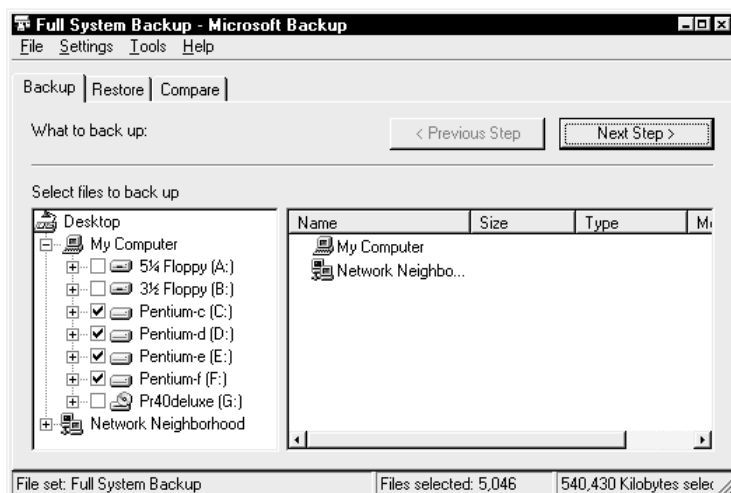 Full System Backup - Microsoft Backup
File Settings Tools Help
Backup Restore Compare
What to back up:
< Previous Step
Next Step >
Select files to back up
Desktop
My Computer
5¼ Floppy (A:)
3½ Floppy (B:)
Pentium-c (C:)
Pentium-d (D:)
Pentium-e (E:)
Pentium-f (F:)
Pr40deluxe (G:)
Network Neighborhood
Name Size Type
My Computer
Network Neighbo...
File set: Full System Backup
Files selected: 5,046
540,430 Kilobytes selec